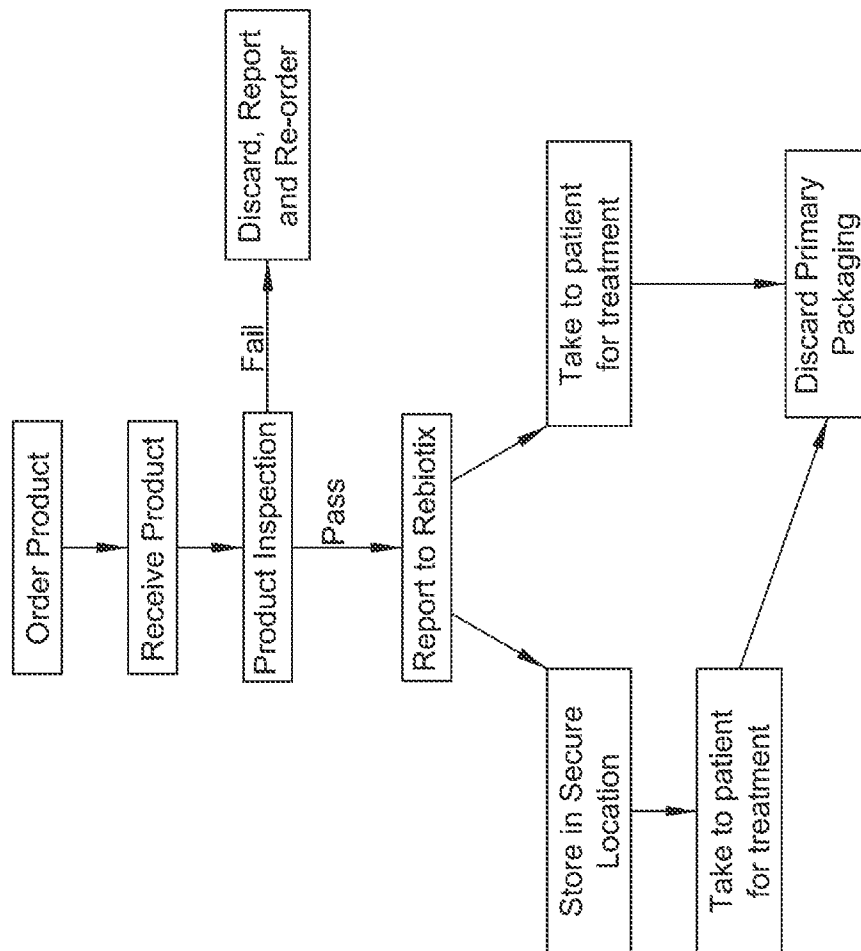 Order Product
Receive Product
Product Inspection
Fail
Discard, Report
and Re-order
Pass
Report to Rebiotix
Store in Secure
Location
Take to patient
for treatment
Take to patient
for treatment
Discard Primary
Packaging